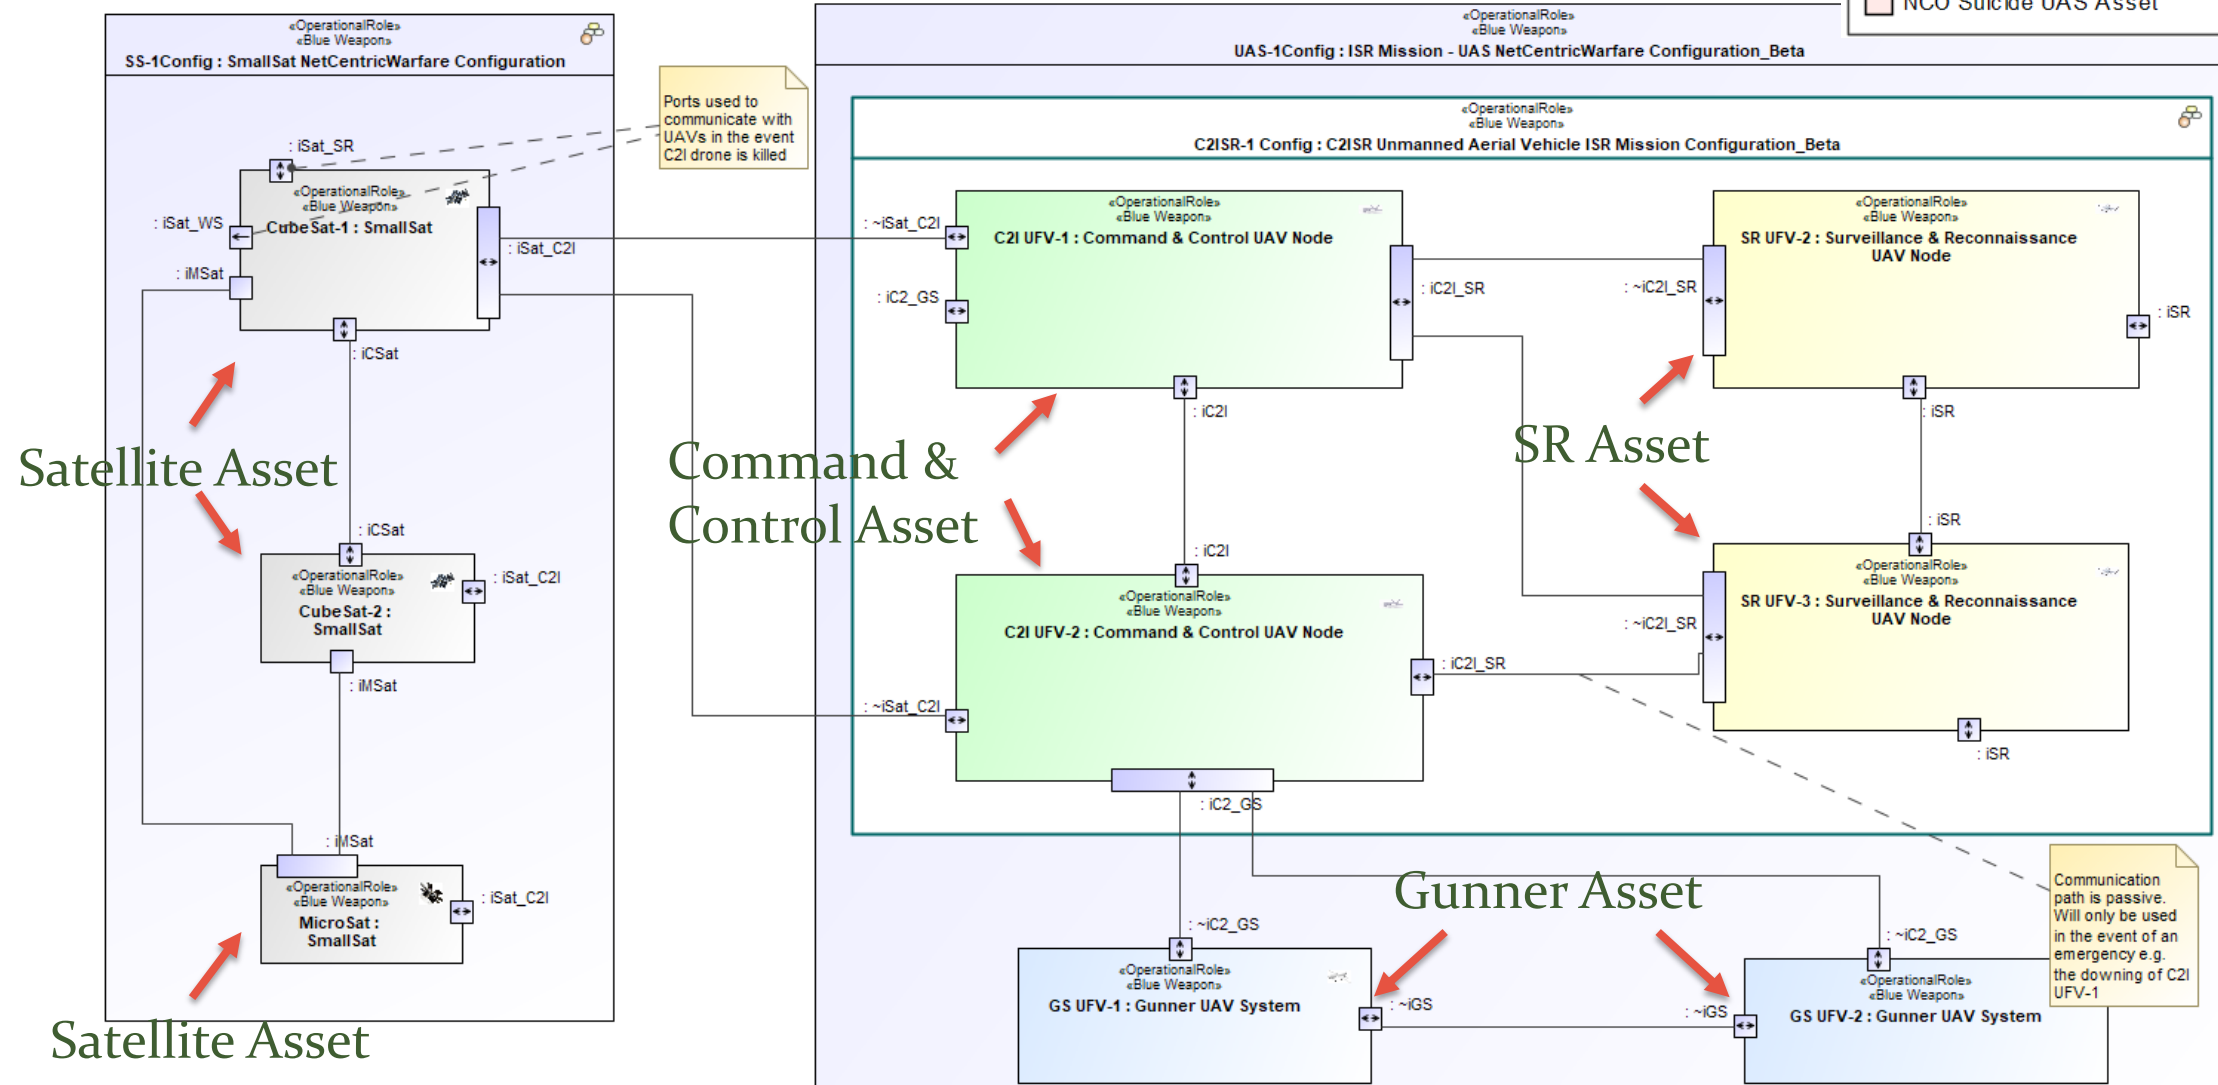 NCO Suicide UAS Asset
«OperationalRole»
«Blue Weapon»
SS-1Config : SmallSat NetCentricWarfare Configuration
«OperationalRole»
«Blue Weapon»
UAS-1Config : ISR Mission - UAS NetCentricWarfare Configuration_Beta
Ports used to
communicate with
UAVs in the event
C2I drone is killed
«OperationalRole»
«Blue Weapon»
C2ISR-1 Config : C2ISR Unmanned Aerial Vehicle ISR Mission Configuration_Beta
: iSat_SR
«OperationalRole»
«Blue Weapon»
CubeSat-1 : SmallSat
: iSat_WS
: iMSat
: iSat_C2I
: iCSat
: ~iSat_C2I
: iC2_GS
«OperationalRole»
«Blue Weapon»
C2I UFV-1 : Command & Control UAV Node
: iC2I_SR
: iC2I
«OperationalRole»
«Blue Weapon»
SR UFV-2 : Surveillance & Reconnaissance
UAV Node
: ~iC2I_SR
: iSR
: iSR
Satellite Asset
Command &
Control Asset
SR Asset
: iCSat
«OperationalRole»
«Blue Weapon»
CubeSat-2 :
SmallSat
: iSat_C2I
: iMSat
: iC2I
«OperationalRole»
«Blue Weapon»
C2I UFV-2 : Command & Control UAV Node
: iC2I_SR
: ~iSat_C2I
: iC2_GS
: iSR
«OperationalRole»
«Blue Weapon»
SR UFV-3 : Surveillance & Reconnaissance
UAV Node
: ~iC2I_SR
: iSR
: iMSat
«OperationalRole»
«Blue Weapon»
MicroSat :
SmallSat
: iSat_C2I
Satellite Asset
Gunner Asset
Communication
path is passive.
Will only be used
in the event of an
emergency e.g.
the downing of C2I
UFV-1
: ~iC2_GS
«OperationalRole»
«Blue Weapon»
GS UFV-1 : Gunner UAV System
: ~iGS
: ~iC2_GS
: ~iGS
«OperationalRole»
«Blue Weapon»
GS UFV-2 : Gunner UAV System